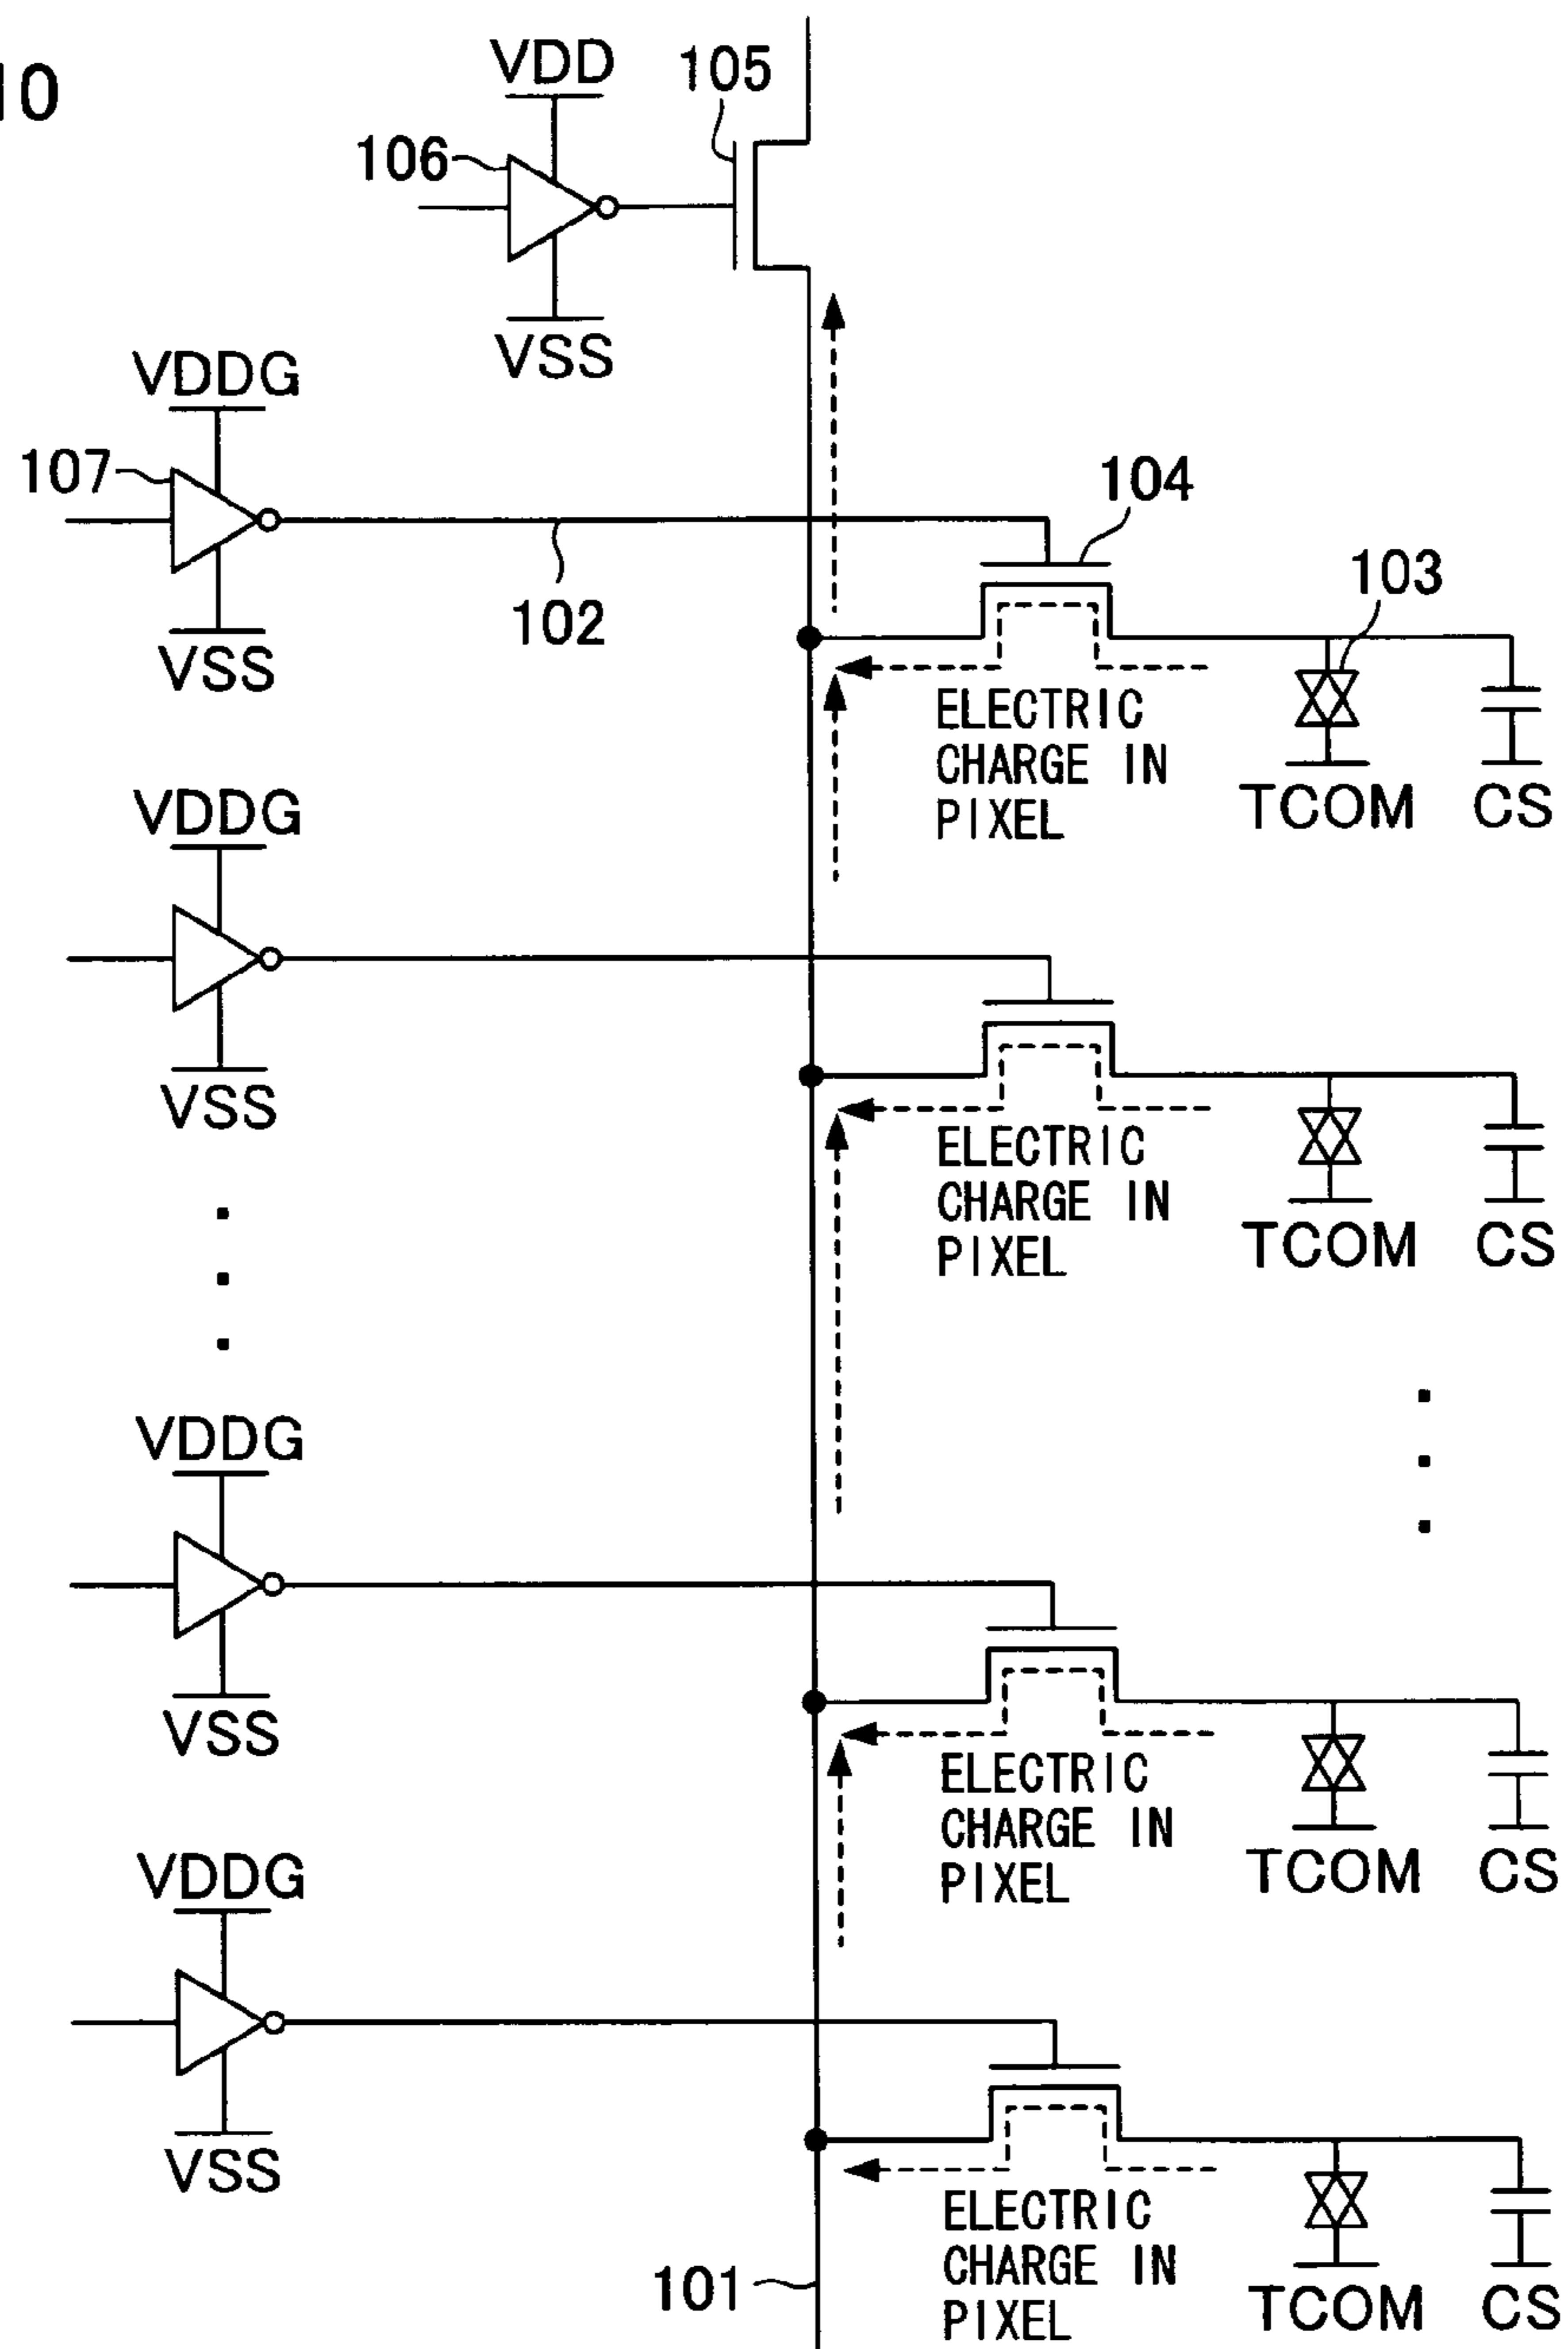 10
VDD
105
106
VSS
VDDG
107
104
103
102
VSS
ELECTRIC
CHARGE IN
PIXEL
TCOM
CS
VDDG
VSS
ELECTRIC
CHARGE IN
PIXEL
TCOM
CS
VDDG
VSS
ELECTRIC
CHARGE IN
PIXEL
TCOM
CS
VDDG
VSS
ELECTRIC
CHARGE IN
PIXEL
TCOM
CS
101